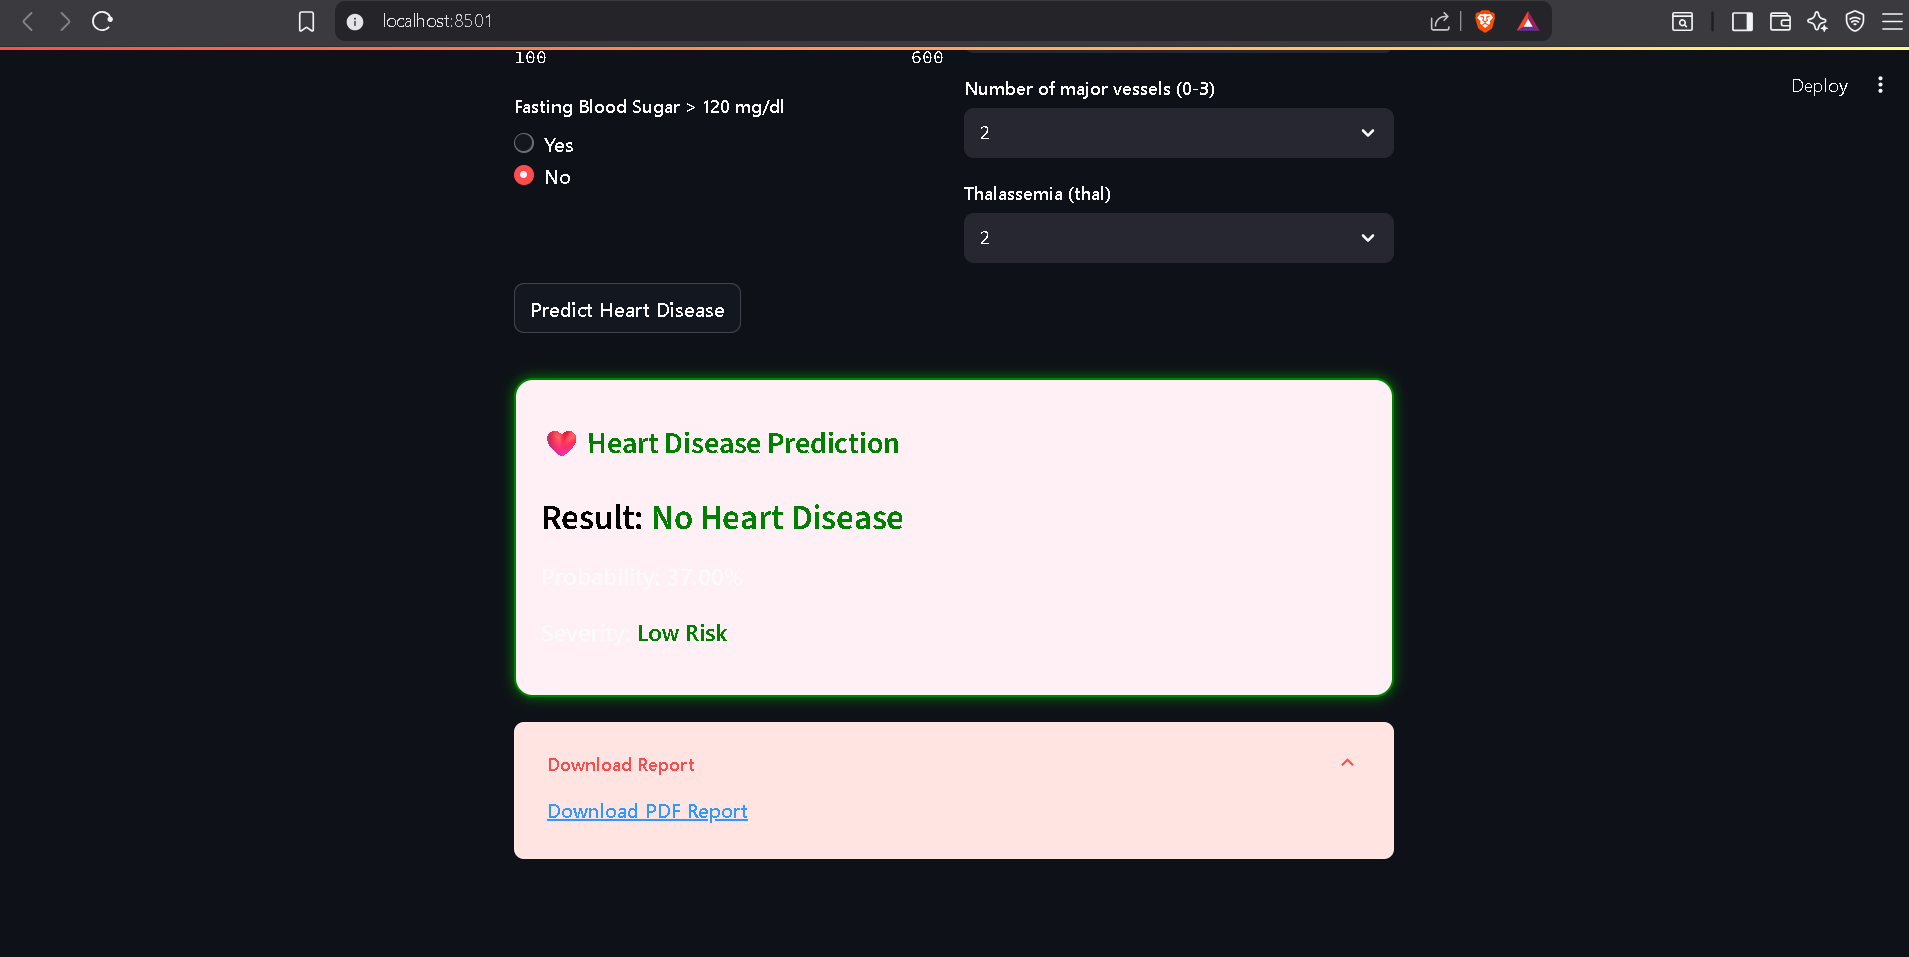 localhost:8501
Deploy
100 600
Fasting Blood Sugar > 120 mg/dl
Yes
No
Number of major vessels (0-3)
2
Thalassemia (thal)
2
Predict Heart Disease
Heart Disease Prediction
Result: No Heart Disease
Probability: 37.00%
Severity: Low Risk
Download Report
Download PDF Report